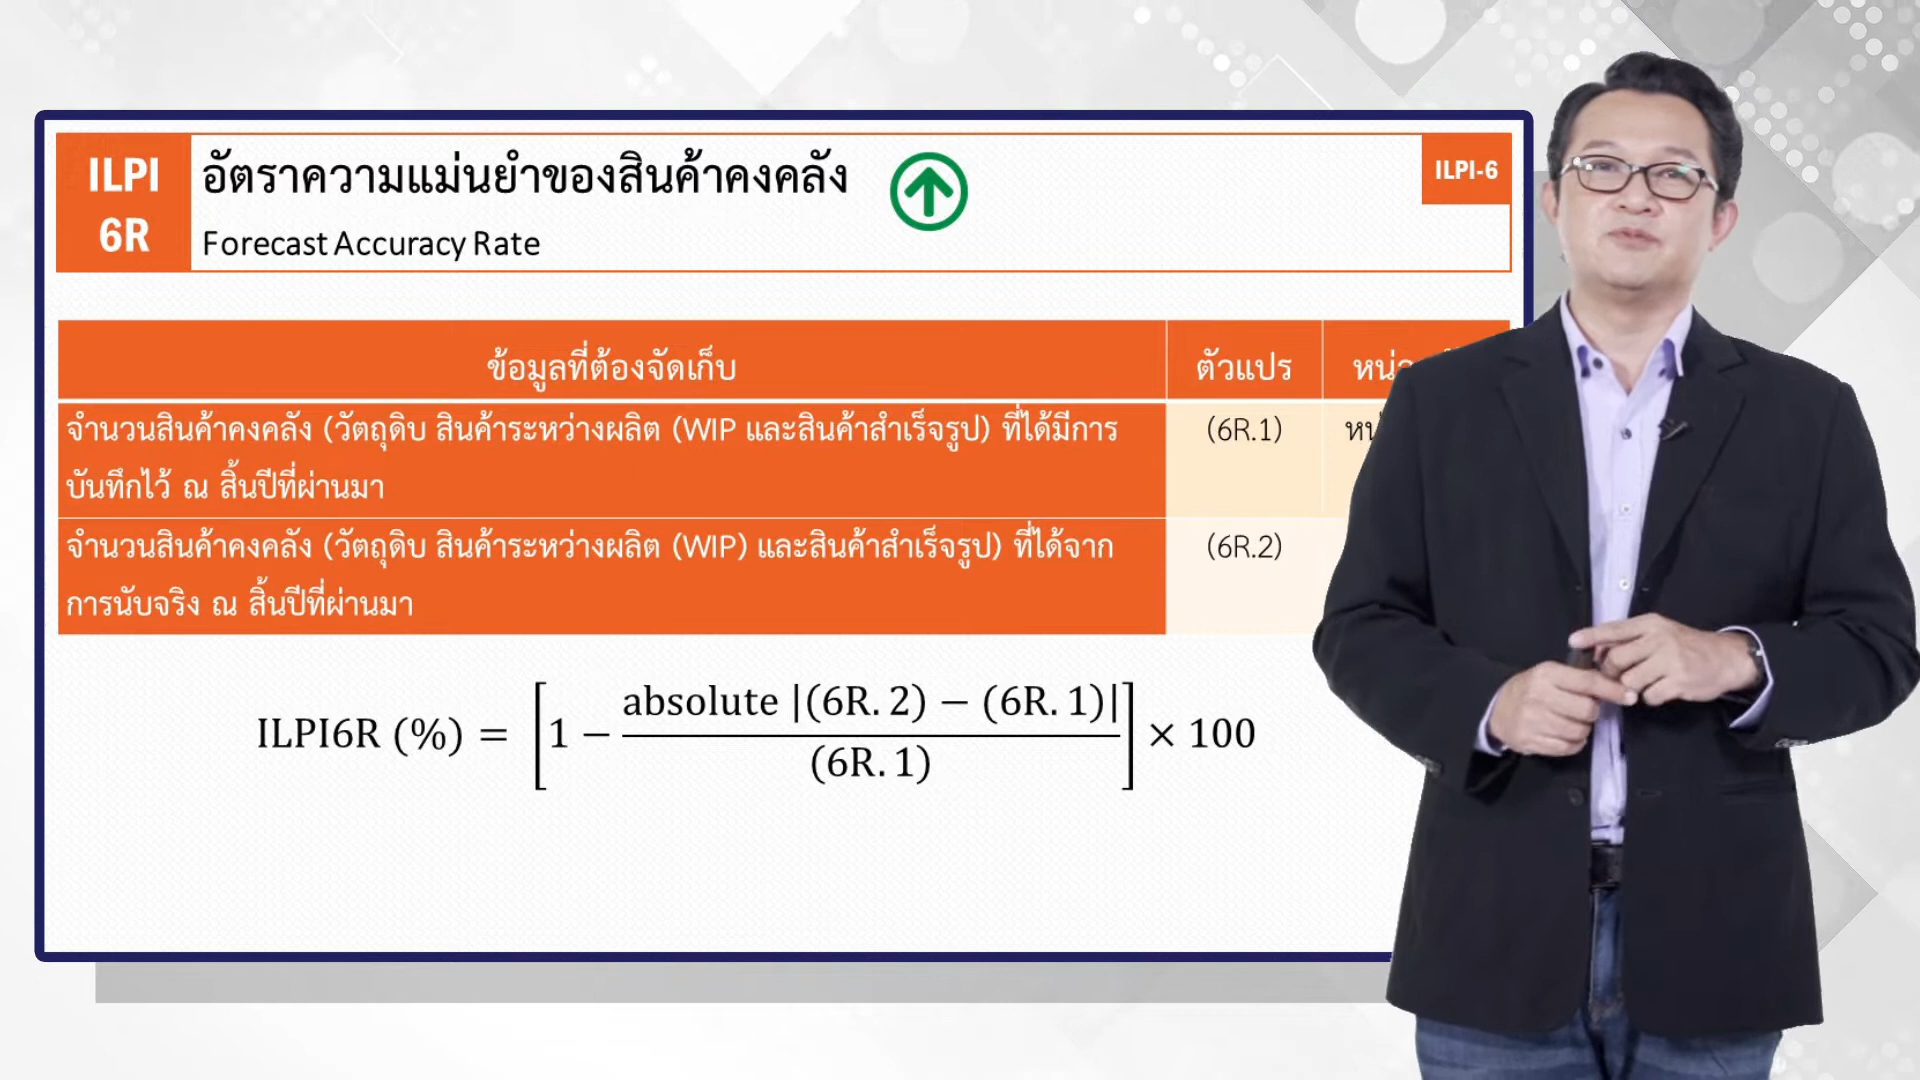 ILPI
6R
อัตราความแม่นยำของสินค้าคงคลัง
Forecast Accuracy Rate
ILPI-6
ข้อมูลที่ต้องจัดเก็บ
ตัวแปร
จำนวนสินค้าคงคลัง (วัตถุดิบ สินค้าระหว่างผลิต (WIP และสินค้าสำเร็จรูป) ที่ได้มีการ
บันทึกไว้ ณ สิ้นปีที่ผ่านมา
(6R.1)
จำนวนสินค้าคงคลัง (วัตถุดิบ สินค้าระหว่างผลิต (WIP) และสินค้าสำเร็จรูป) ที่ได้จาก
การนับจริง ณ สิ้นปีที่ผ่านมา
(6R.2)
ILPI6R (%) = [1 − absolute |(6R. 2) − (6R. 1)| / (6R. 1)] × 100